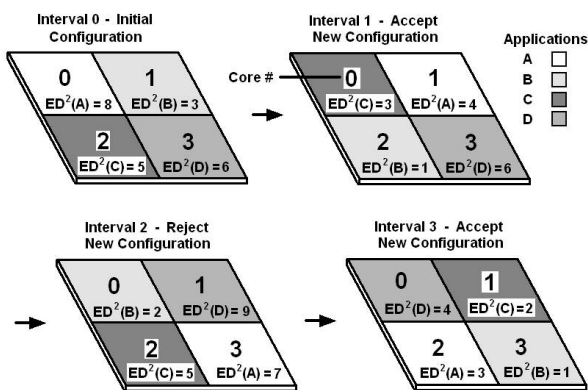 Interval 0 - Initial
Configuration
0
ED²(A) = 8
1
ED²(B) = 3
2
ED²(C) = 5
3
ED²(D) = 6
Interval 1 - Accept
New Configuration
Core #
0
ED²(C) = 3
1
ED²(A) = 4
2
ED²(B) = 1
3
ED²(D) = 6
Applications
A
B
C
D
Interval 2 - Reject
New Configuration
0
ED²(B) = 2
1
ED²(D) = 9
2
ED²(C) = 5
3
ED²(A) = 7
Interval 3 - Accept
New Configuration
0
ED²(D) = 4
1
ED²(C) = 2
2
ED²(A) = 3
3
ED²(B) = 1